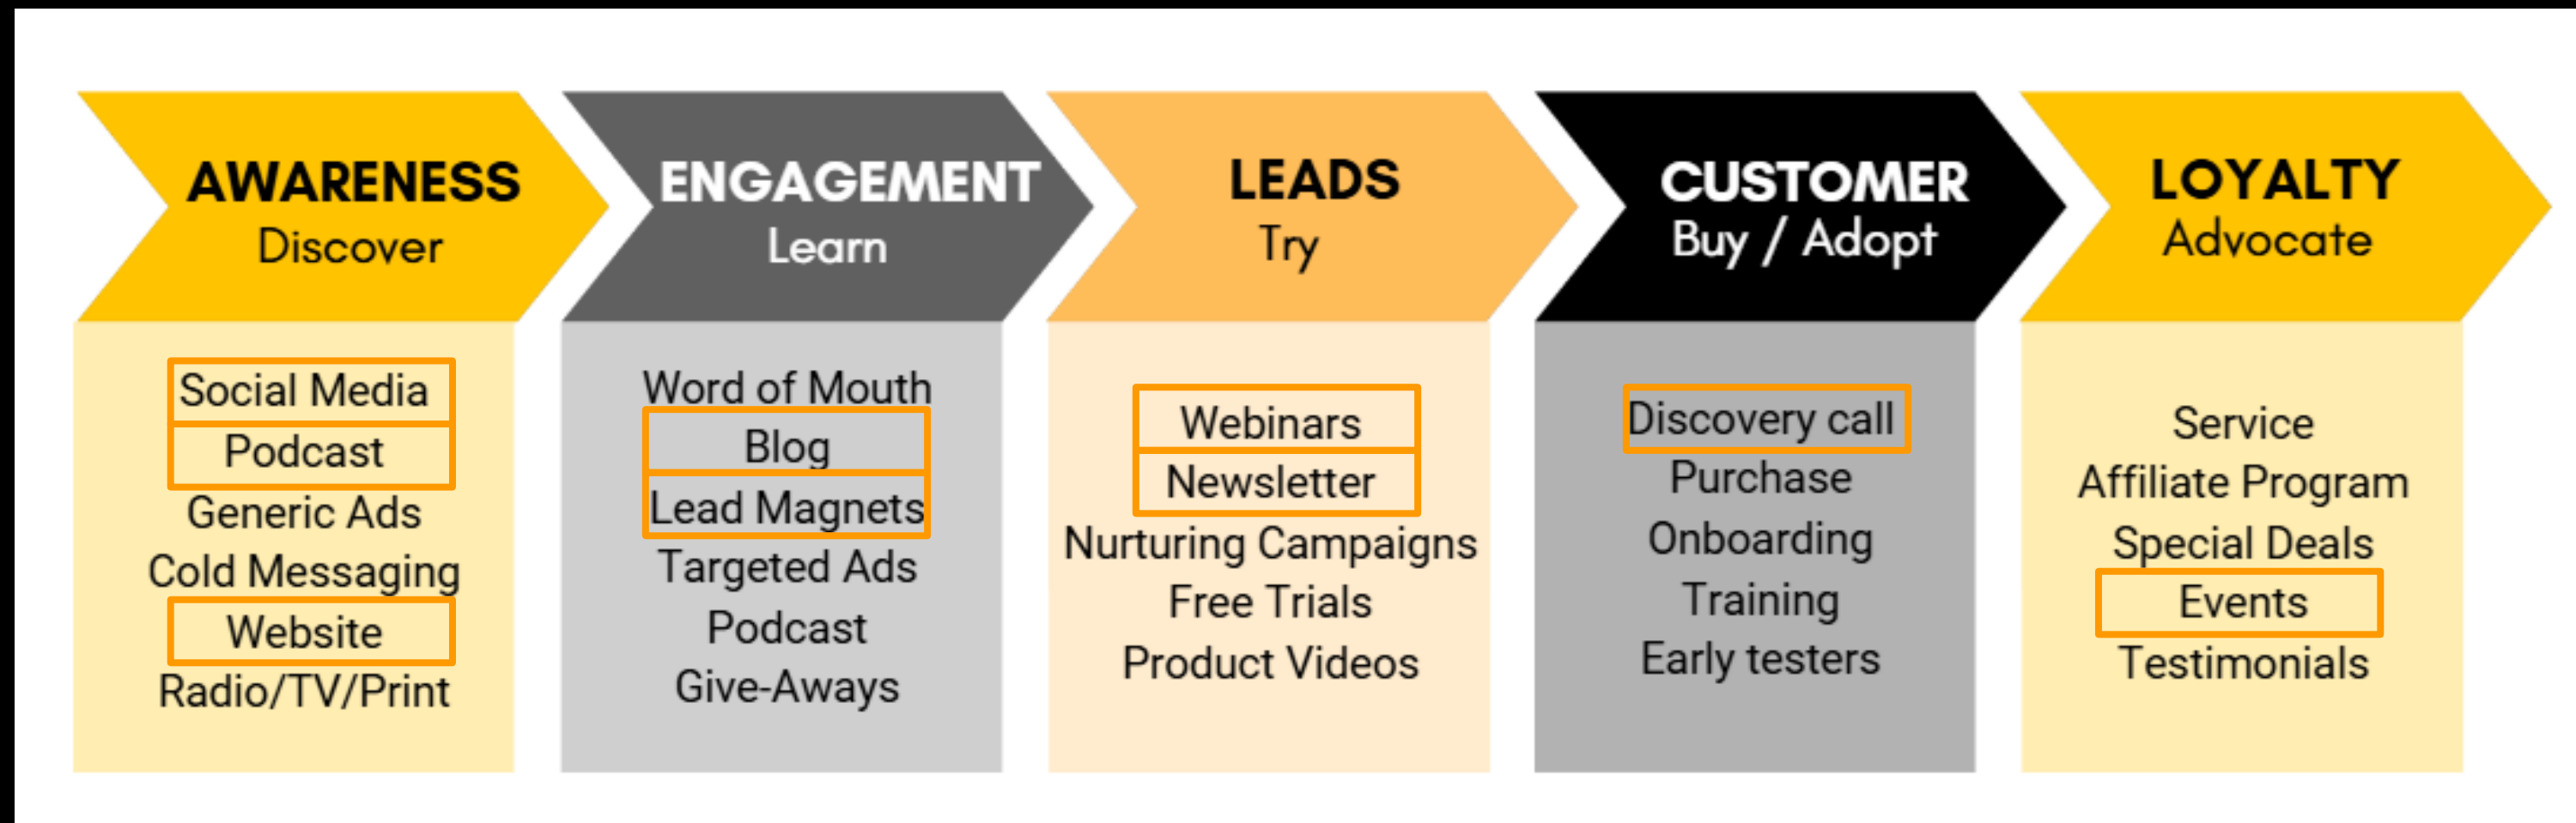 AWARENESS
Discover
Social Media
Podcast
Generic Ads
Cold Messaging
Website
Radio/TV/Print
ENGAGEMENT
Learn
Word of Mouth
Blog
Lead Magnets
Targeted Ads
Podcast
Give-Aways
LEADS
Try
Webinars
Newsletter
Nurturing Campaigns
Free Trials
Product Videos
CUSTOMER
Buy / Adopt
Discovery call
Purchase
Onboarding
Training
Early testers
LOYALTY
Advocate
Service
Affiliate Program
Special Deals
Events
Testimonials